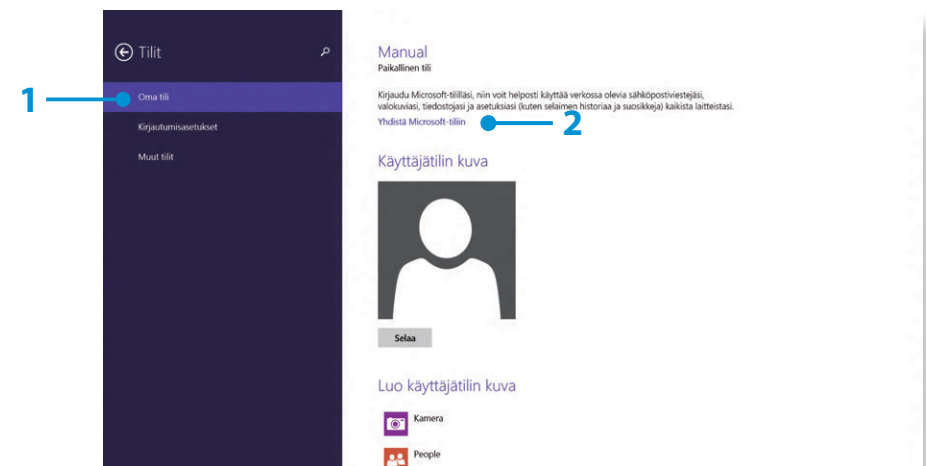 Tilit
1
Oma tili
Kirjautumisasetukset
Muut tilit
Manual
Paikallinen tili
Kirjaudu Microsoft-tililläsi, niin voit helposti käyttää verkossa olevia sähköpostiviestejäsi,
valokuviasi, tiedostojasi ja asetuksiasi (kuten selaimen historiaa ja suosikkeja) kaikista laitteistasi.
Yhdistä Microsoft-tiliin
2
Käyttäjätilin kuva
Selaa
Luo käyttäjätilin kuva
Kamera
People